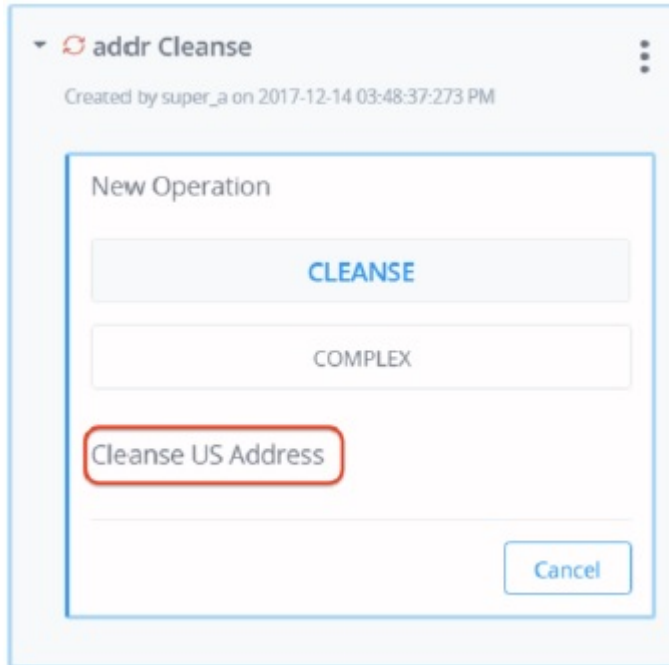 addr Cleanse
Created by super_a on 2017-12-14 03:48:37:273 PM
New Operation
CLEANSE
COMPLEX
Cleanse US Address
Cancel